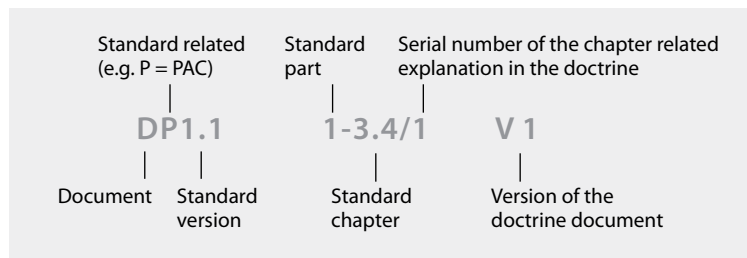 Standard related Standard Serial number of the chapter related
(e.g. P = PAC) part explanation in the doctrine
DP1.1 1-3.4/1 V 1
Document Standard Standard Version of the
version chapter doctrine document